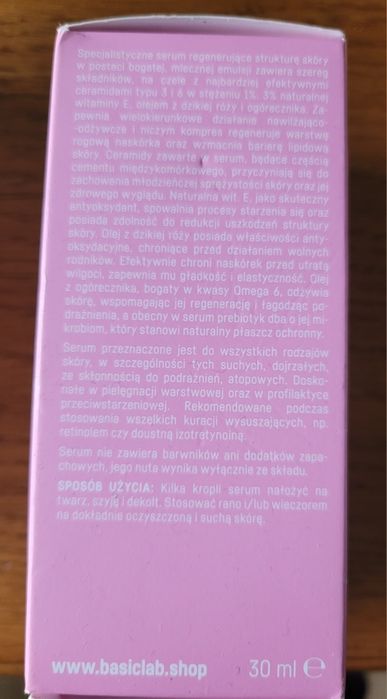 Specjalistyczne serum regenerujące strukturę skóry
w postaci bogatej, mlecznej emulsji zawiera szereg
składników, na czele z najbardziej efektywnymi
ceramidami typu 3 i 6 w stężeniu 1%, 3% naturalnej
witaminy E, olejem z dzikiej róży i ogórecznika. Za-
pewnia wielokierunkowe działanie nawilżająco-
-odżywcze i niczym kompres regeneruje warstwę
rogową naskórka oraz wzmacnia barierę lipidową
skóry. Ceramidy zawarte w serum, będące częścią
cementu międzykomórkowego, przyczyniają się do
zachowania młodzieńczej sprężystości skóry oraz jej
zdrowego wyglądu. Naturalna wit. E, jako skuteczny
antyoksydant, spowalnia procesy starzenia się oraz
posiada zdolność do redukcji uszkodzeń struktury
skóry. Olej z dzikiej róży posiada właściwości anty-
oksydacyjne, chroniące przed działaniem wolnych
rodników. Efektywnie chroni naskórek przed utratą
wilgoci, zapewnia mu gładkość i elastyczność. Olej
z ogórecznika, bogaty w kwasy Omega 6, odżywia
skórę, wspomagając jej regenerację i łagodząc po-
drażnienia, a obecny w serum prebiotyk dba o jej mi-
krobiom, który stanowi naturalny płaszcz ochronny.
Serum przeznaczone jest do wszystkich rodzajów
skóry, w szczególności tych suchych, dojrzałych,
ze skłonnością do podrażnień, atopowych. Dosko-
nałe w pielęgnacji warstwowej oraz w profilaktyce
przeciwstarzeniowej. Rekomendowane podczas
stosowania wszelkich kuracji wysuszających, np.
retinolem czy doustną izotretynoiną.
Serum nie zawiera barwników ani dodatków zapa-
chowych, jego nuta wynika wyłącznie ze składu.
SPOSÓB UŻYCIA: Kilka kropli serum nałożyć na
twarz, szyję i dekolt. Stosować rano i/lub wieczorem
na dokładnie oczyszczoną i suchą skórę.
www.basiclab.shop 30 ml ℮